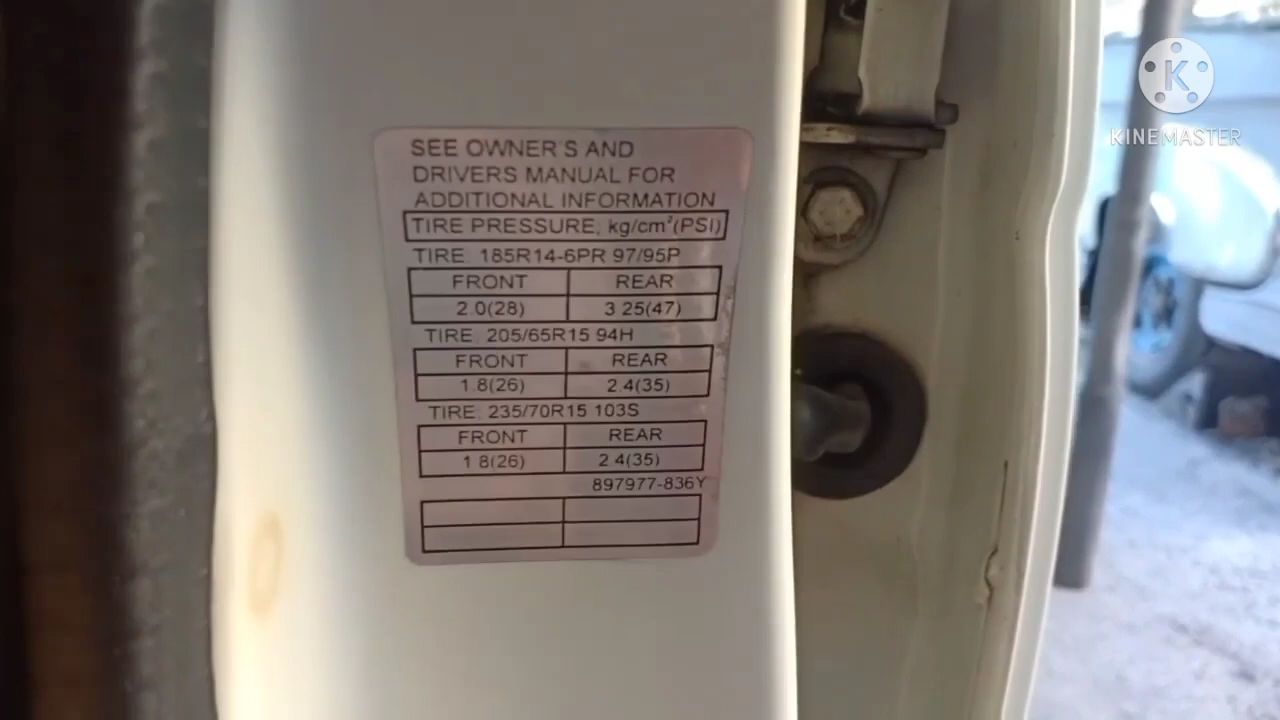 SEE OWNER'S AND
DRIVERS MANUAL FOR
ADDITIONAL INFORMATION
TIRE PRESSURE, kg/cm²(PSI)
TIRE: 185R14-6PR 97/95P
FRONT REAR
2.0(28) 3.25(47)
TIRE: 205/65R15 94H
FRONT REAR
1.8(26) 2.4(35)
TIRE: 235/70R15 103S
FRONT REAR
1.8(26) 2.4(35)
897977-836Y
K
KINEMASTER